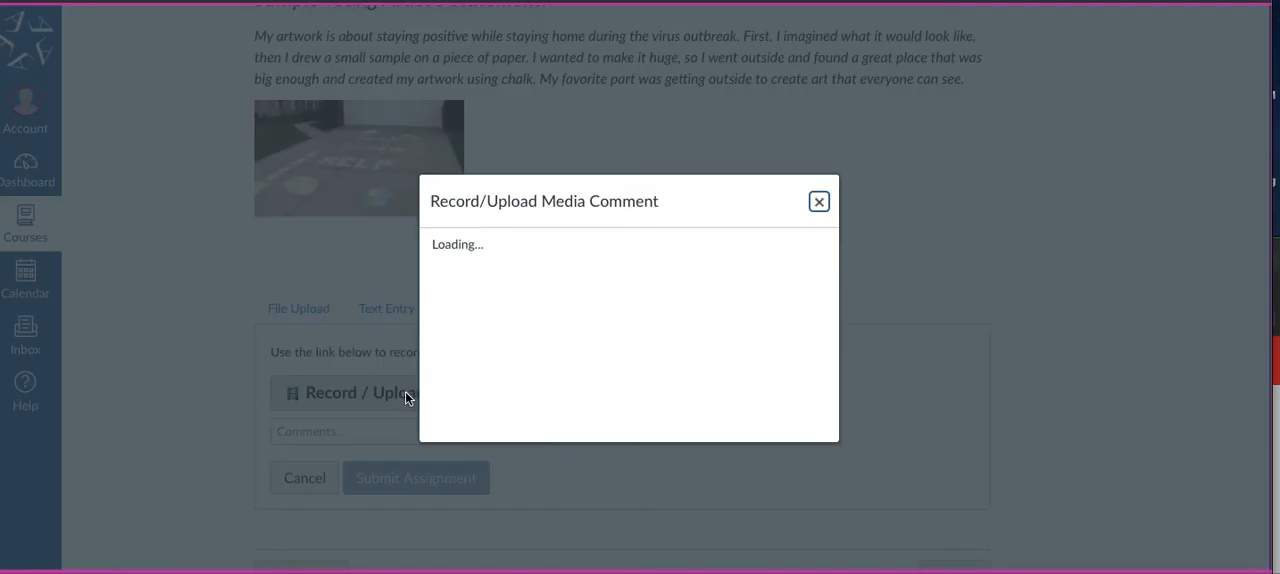 My artwork is about staying positive while staying home during the virus outbreak. First, I imagined what it would look like,
then I drew a small sample on a piece of paper. I wanted to make it huge, so I went outside and found a great place that was
big enough and created my artwork using chalk. My favorite part was getting outside to create art that everyone can see.
HELP
Account
Dashboard
Courses
Calendar
Inbox
Help
Record/Upload Media Comment
Loading...
File Upload Text Entry
Use the link below to recor
Record / Uploa
Comments...
Cancel Submit Assignment